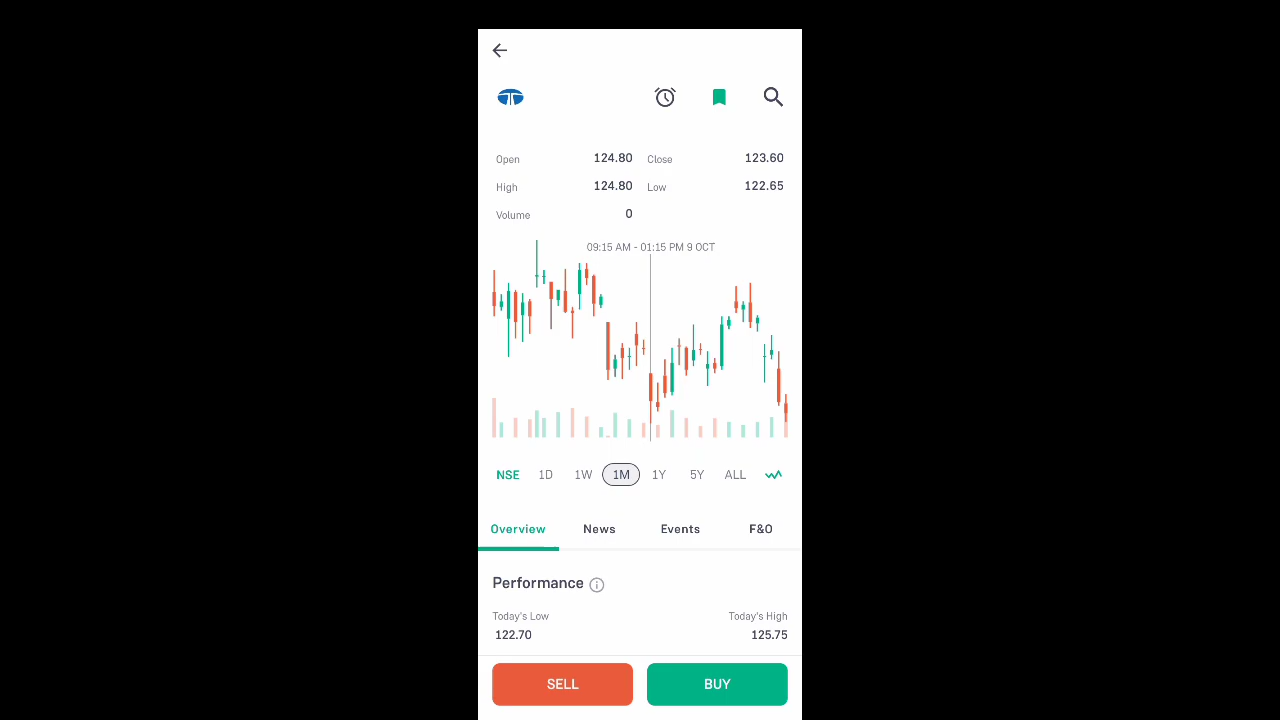 Open 124.80 Close 123.60
High 124.80 Low 122.65
Volume 0
09:15 AM - 01:15 PM 9 OCT
NSE 1D 1W 1M 1Y 5Y ALL
Overview News Events F&O
Performance
Today's Low Today's High
122.70 125.75
SELL BUY